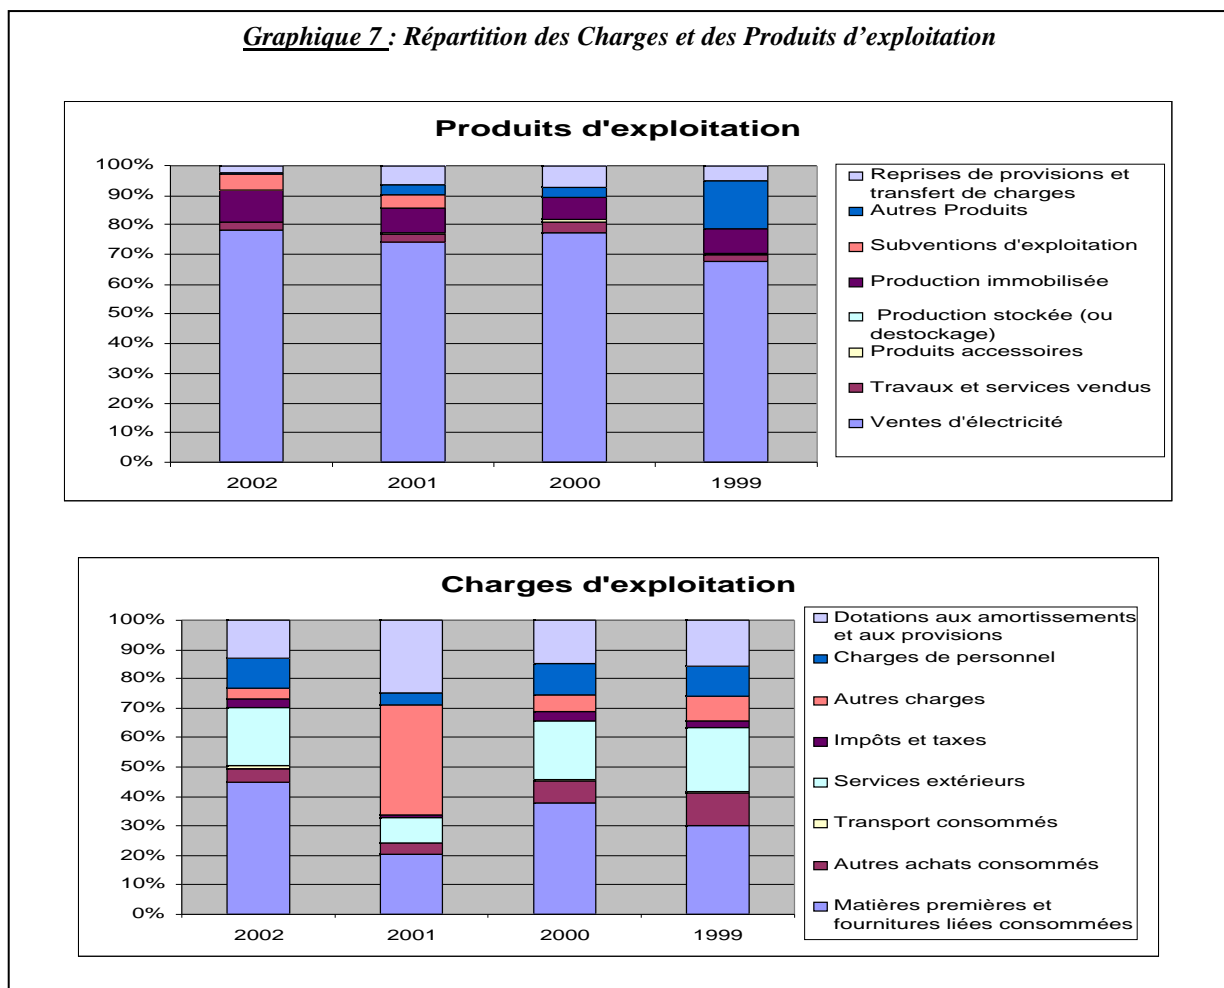 Graphique 7 : Répartition des Charges et des Produits d'exploitation
Produits d'exploitation
100%
90%
80%
70%
60%
50%
40%
30%
20%
10%
0%
2002 2001 2000 1999
Reprises de provisions et
transfert de charges
Autres Produits
Subventions d'exploitation
Production immobilisée
Production stockée (ou
destockage)
Produits accessoires
Travaux et services vendus
Ventes d'électricité
Charges d'exploitation
100%
90%
80%
70%
60%
50%
40%
30%
20%
10%
0%
2002 2001 2000 1999
Dotations aux amortissements
et aux provisions
Charges de personnel
Autres charges
Impôts et taxes
Services extérieurs
Transport consommés
Autres achats consommés
Matières premières et
fournitures liées consommées